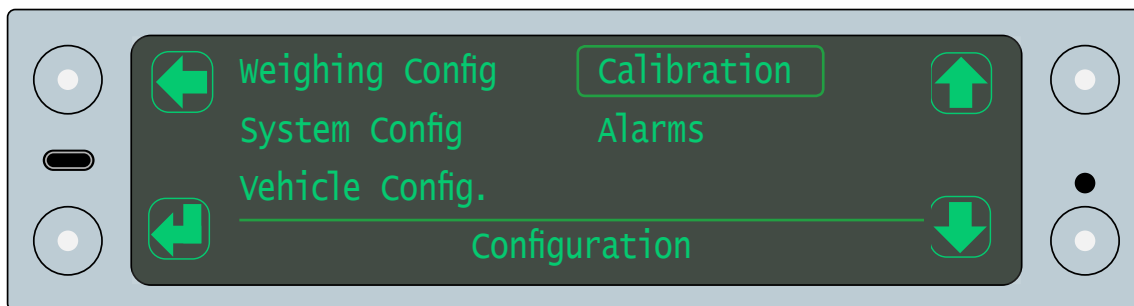 Weighing Config Calibration
System Config Alarms
Vehicle Config.
Configuration